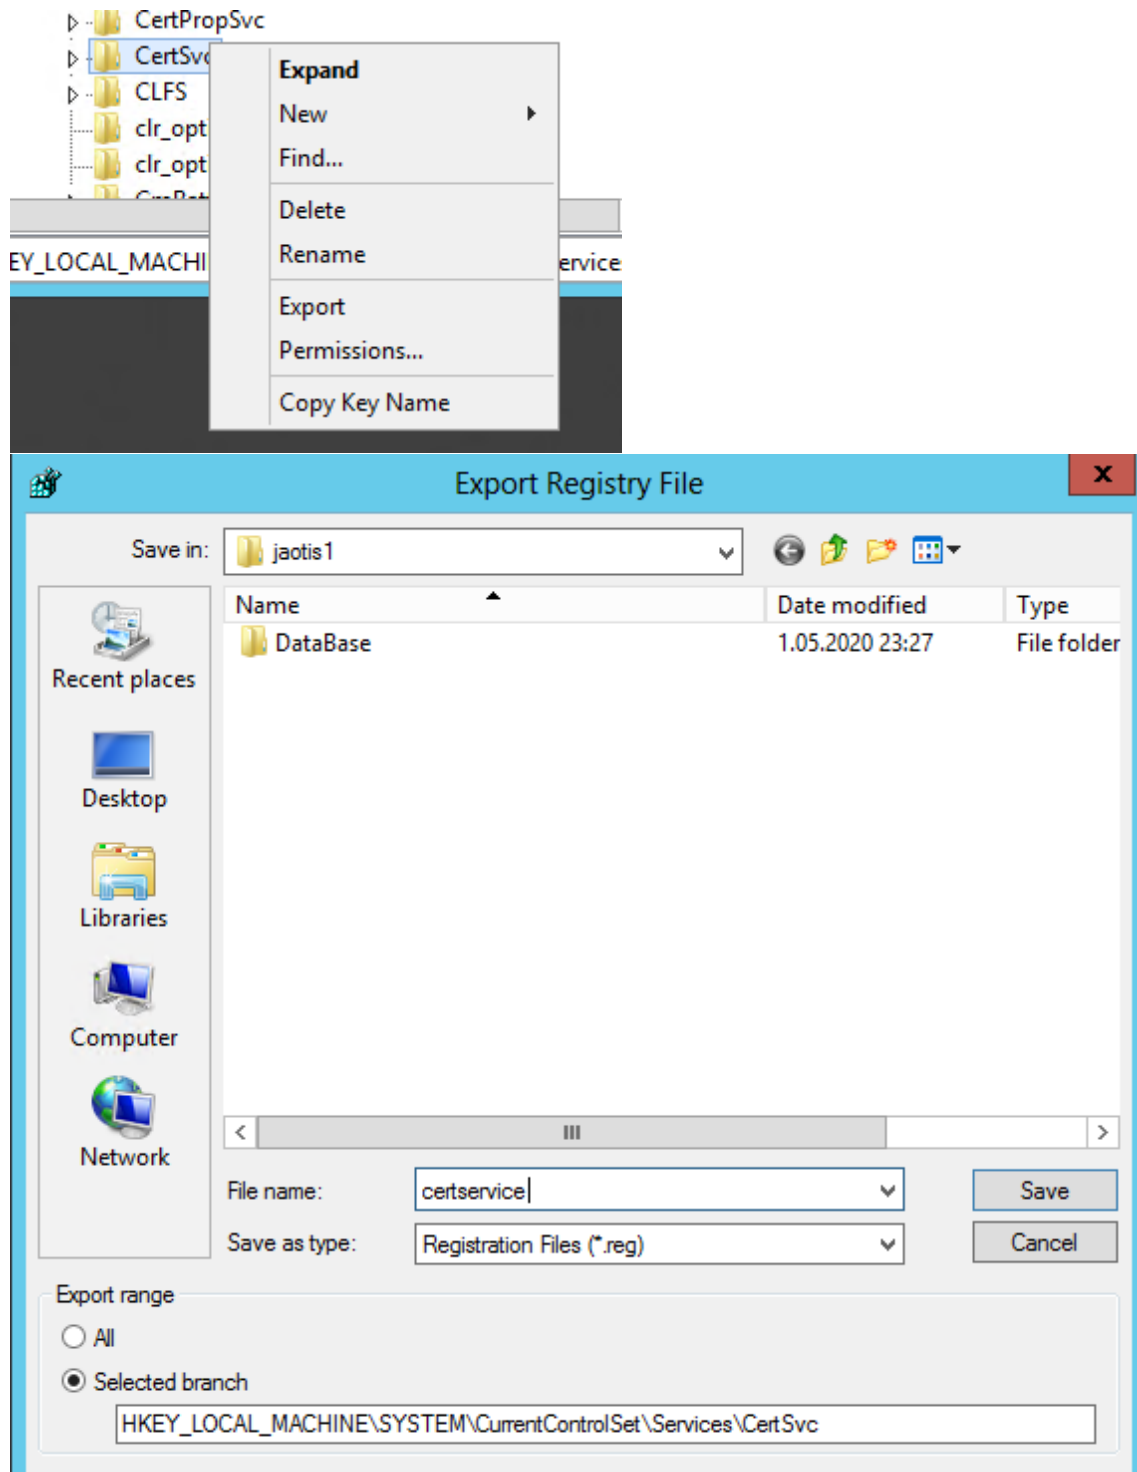 CertPropSvc
CertSvc
CLFS
clr_opt
clr_opt
Expand
New
Find...
Delete
Rename
Export
Permissions...
Copy Key Name
EY_LOCAL_MACHI
ervice
Export Registry File
Save in:
jaotis1
Name Date modified Type
DataBase 1.05.2020 23:27 File folder
Recent places
Desktop
Libraries
Computer
Network
File name: certservice Save
Save as type: Registration Files (*.reg) Cancel
Export range
All
Selected branch
HKEY_LOCAL_MACHINE\SYSTEM\CurrentControlSet\Services\CertSvc